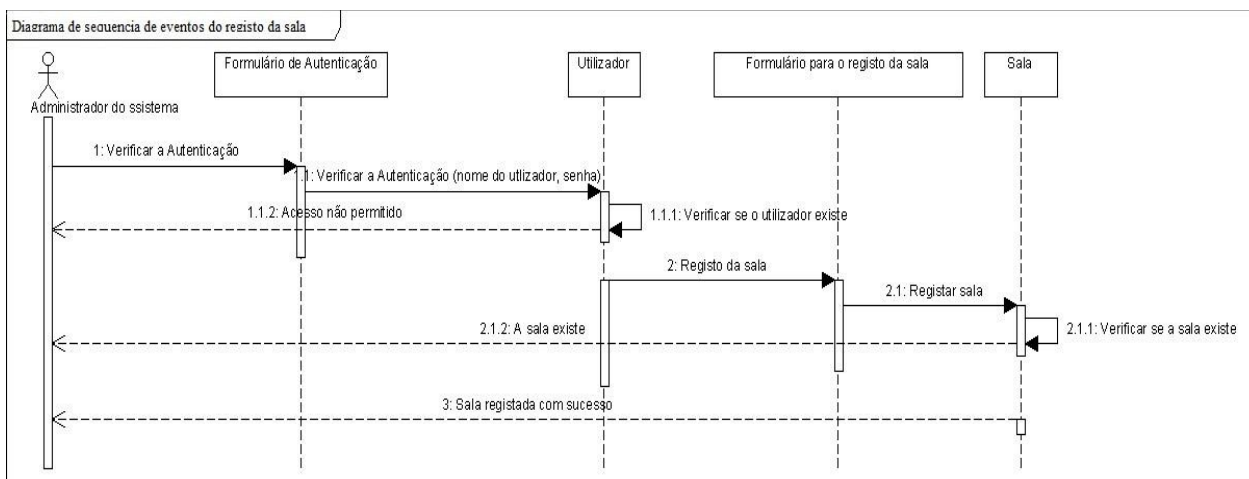 Diagrama de sequencia de eventos do registo da sala
Formulário de Autenticação
Utilizador
Formulário para o registo da sala
Sala
Administrador do ssistema
1: Verificar a Autenticação
1.1: Verificar a Autenticação (nome do utlizador, senha)
1.1.2: Acesso não permitido
1.1.1: Verificar se o utilizador existe
2: Registo da sala
2.1: Registar sala
2.1.2: A sala existe
2.1.1: Verificar se a sala existe
3: Sala registada com sucesso